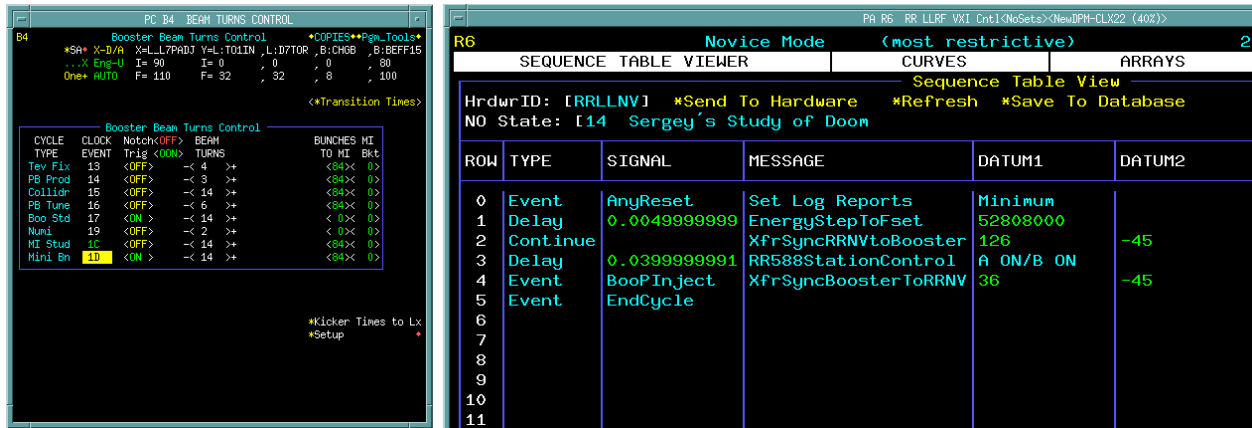 PC B4 BEAM TURNS CONTROL
B4 Booster Beam Turns Control ◆COPIES◆◆Pgm_Tools◆
*SA◆ X-D/A X=L_L7PADJ Y=L:TO1IN ,L:D7TOR ,B:CHGB ,B:BEFF15
...X Eng-U I= 90 I= 0 , 0 , 0 , 80
One+ AUTO F= 110 F= 32 , 32 , 8 , 100
<*Transition Times>
Booster Beam Turns Control
CYCLE CLOCK Notch<OFF> BEAM BUNCHES MI
TYPE EVENT Trig <OON> TURNS TO MI Bkt
Tev Fix 13 <OFF> -< 4 >+ <84>< 0>
PB Prod 14 <OFF> -< 3 >+ <84>< 0>
Collidr 15 <OFF> -< 14 >+ <84>< 0>
PB Tune 16 <OFF> -< 6 >+ <84>< 0>
Boo Std 17 <ON > -< 14 >+ < 0>< 0>
Numi 19 <OFF> -< 2 >+ < 0>< 0>
MI Stud 1C <OFF> -< 14 >+ <84>< 0>
Mini Bn 1D <ON > -< 14 >+ <84>< 0>
*Kicker Times to Lx
*Setup ◆
PA R6 RR LLRF VXI Cntl<NoSets><NewDPM-CLX22 (40%)>
R6 Novice Mode (most restrictive) 2
SEQUENCE TABLE VIEWER CURVES ARRAYS
Sequence Table View
HrdwrID: [RRLLNV] *Send To Hardware *Refresh *Save To Database
NO State: [14 Sergey's Study of Doom
ROW TYPE SIGNAL MESSAGE DATUM1 DATUM2
0 Event AnyReset Set Log Reports Minimum
1 Delay 0.0049999999 EnergyStepToFset 52808000
2 Continue XfrSyncRRNVtoBooster 126 -45
3 Delay 0.0399999991 RR588StationControl A ON/B ON
4 Event BooPInject XfrSyncBoosterToRRNV 36 -45
5 Event EndCycle
6
7
8
9
10
11